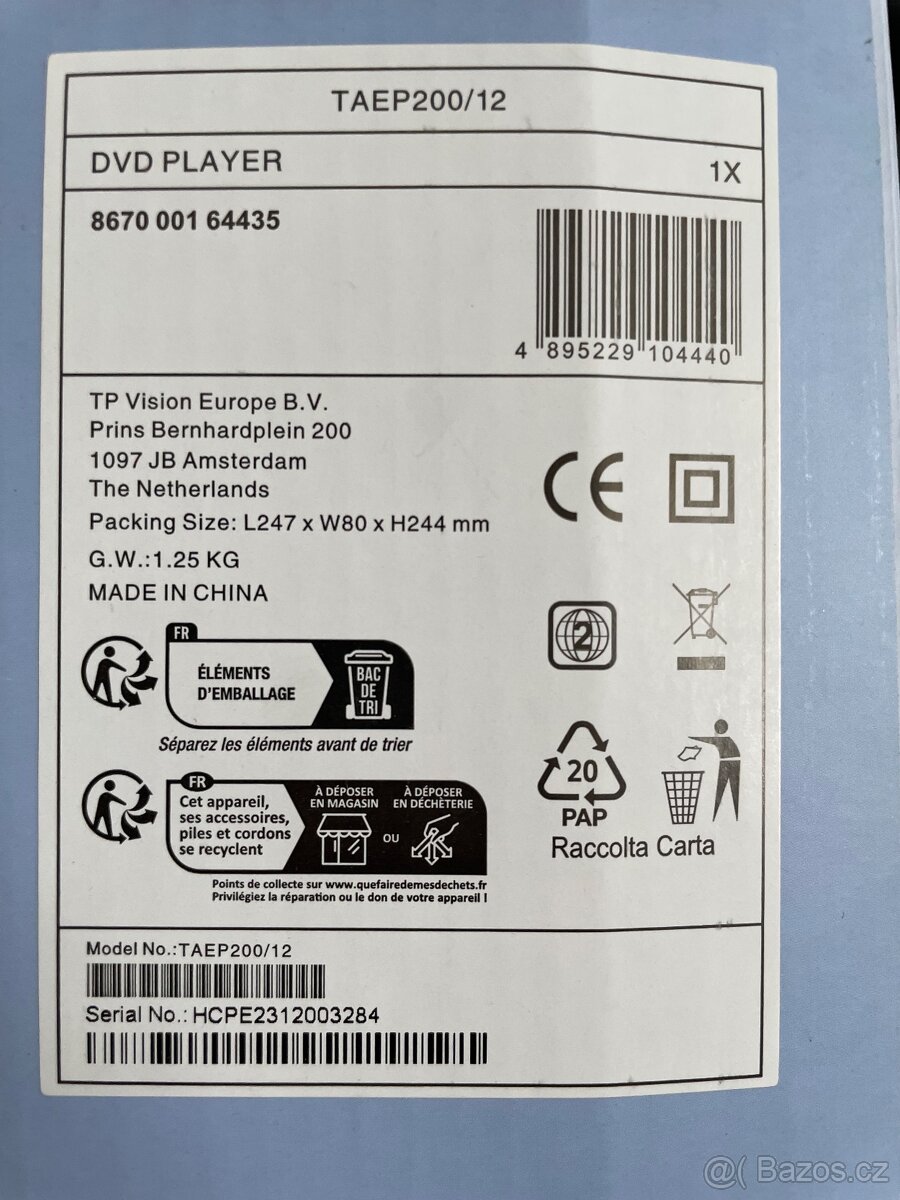 TAEP200/12
DVD PLAYER
1X
8670 001 64435
4 895229 104440
TP Vision Europe B.V.
Prins Bernhardplein 200
1097 JB Amsterdam
The Netherlands
Packing Size: L247 x W80 x H244 mm
G.W.:1.25 KG
MADE IN CHINA
CE
2
FR
ÉLÉMENTS
D'EMBALLAGE
BAC
DE
TRI
Séparez les éléments avant de trier
FR
Cet appareil,
ses accessoires,
piles et cordons
se recyclent
À DÉPOSER
EN MAGASIN
OU
À DÉPOSER
EN DÉCHÈTERIE
Points de collecte sur www.quefairedemesdechets.fr
Privilégiez la réparation ou le don de votre appareil !
20
PAP
Raccolta Carta
Model No.:TAEP200/12
Serial No.: HCPE2312003284
@( Bazos.cz